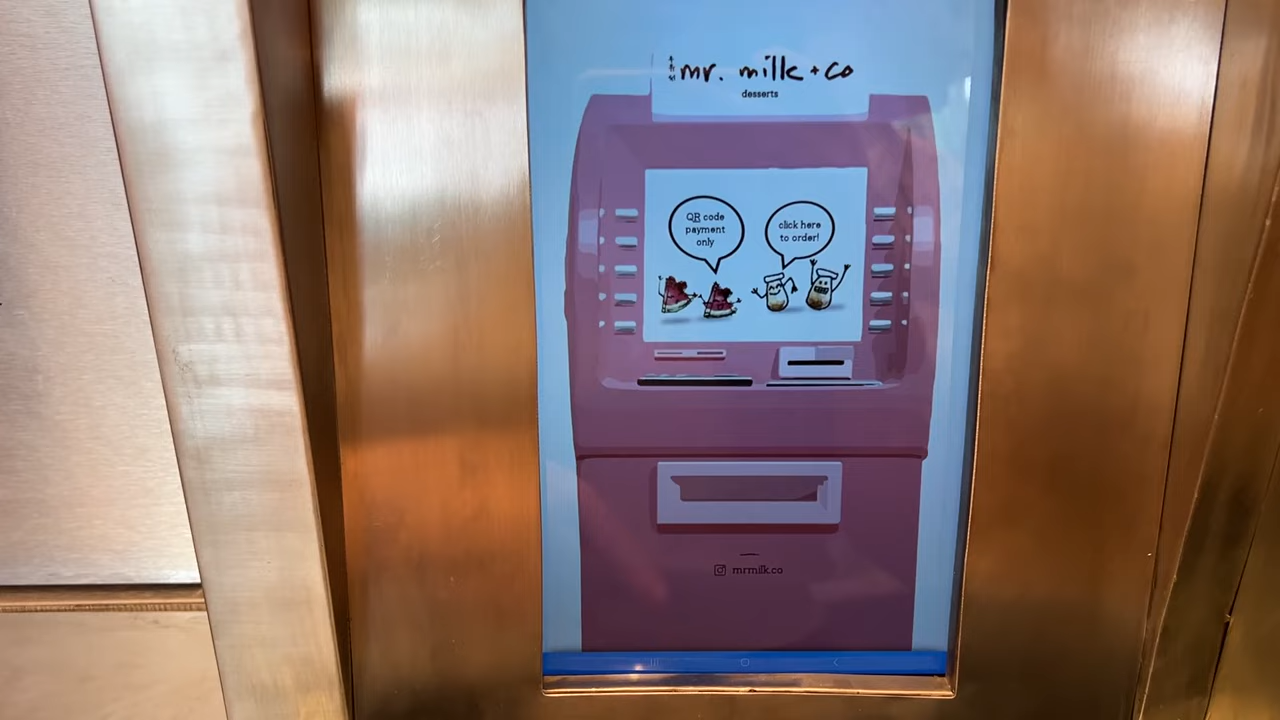 mr. milk + co
desserts
QR code
payment
only
click here
to order!
mrmilk.co